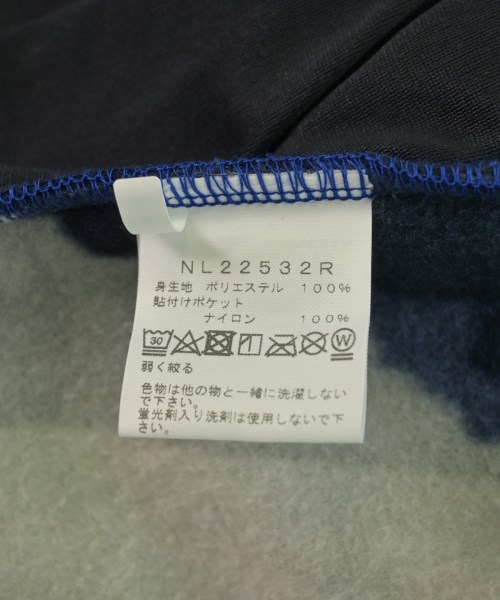 NL22532R
身生地 ポリエステル 100%
貼付けポケット
ナイロン 100%
30 W
弱く絞る
色物は他の物と一緒に洗濯しない
で下さい。
蛍光剤入り洗剤は使用しないで下
さい。